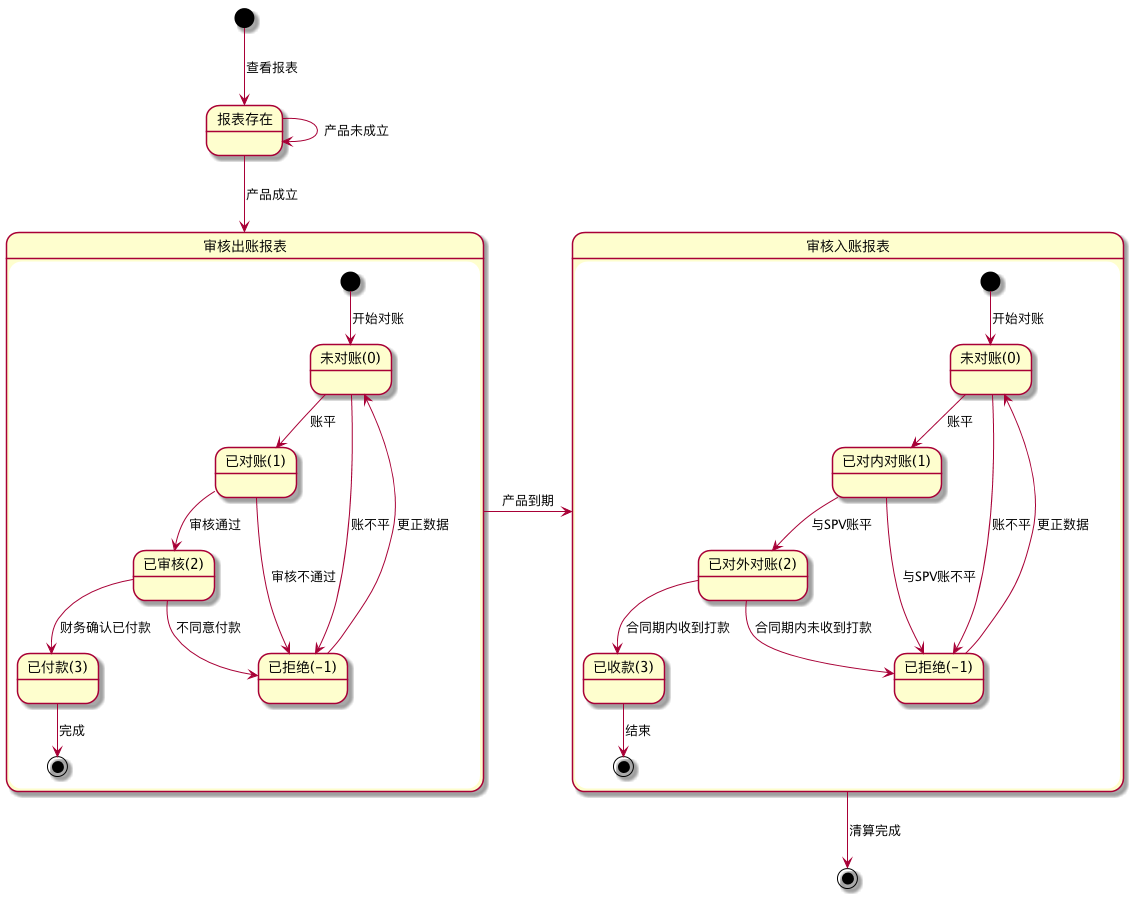 查看报表
报表存在
产品未成立
产品成立
审核出账报表
开始对账
未对账(0)
账平
已对账(1)
审核通过
账不平
更正数据
已审核(2)
审核不通过
财务确认已付款
不同意付款
已付款(3)
已拒绝(-1)
完成
产品到期
审核入账报表
开始对账
未对账(0)
账平
已对内对账(1)
与SPV账平
账不平
更正数据
已对外对账(2)
与SPV账不平
合同期内收到打款
合同期内未收到打款
已收款(3)
已拒绝(-1)
结束
清算完成